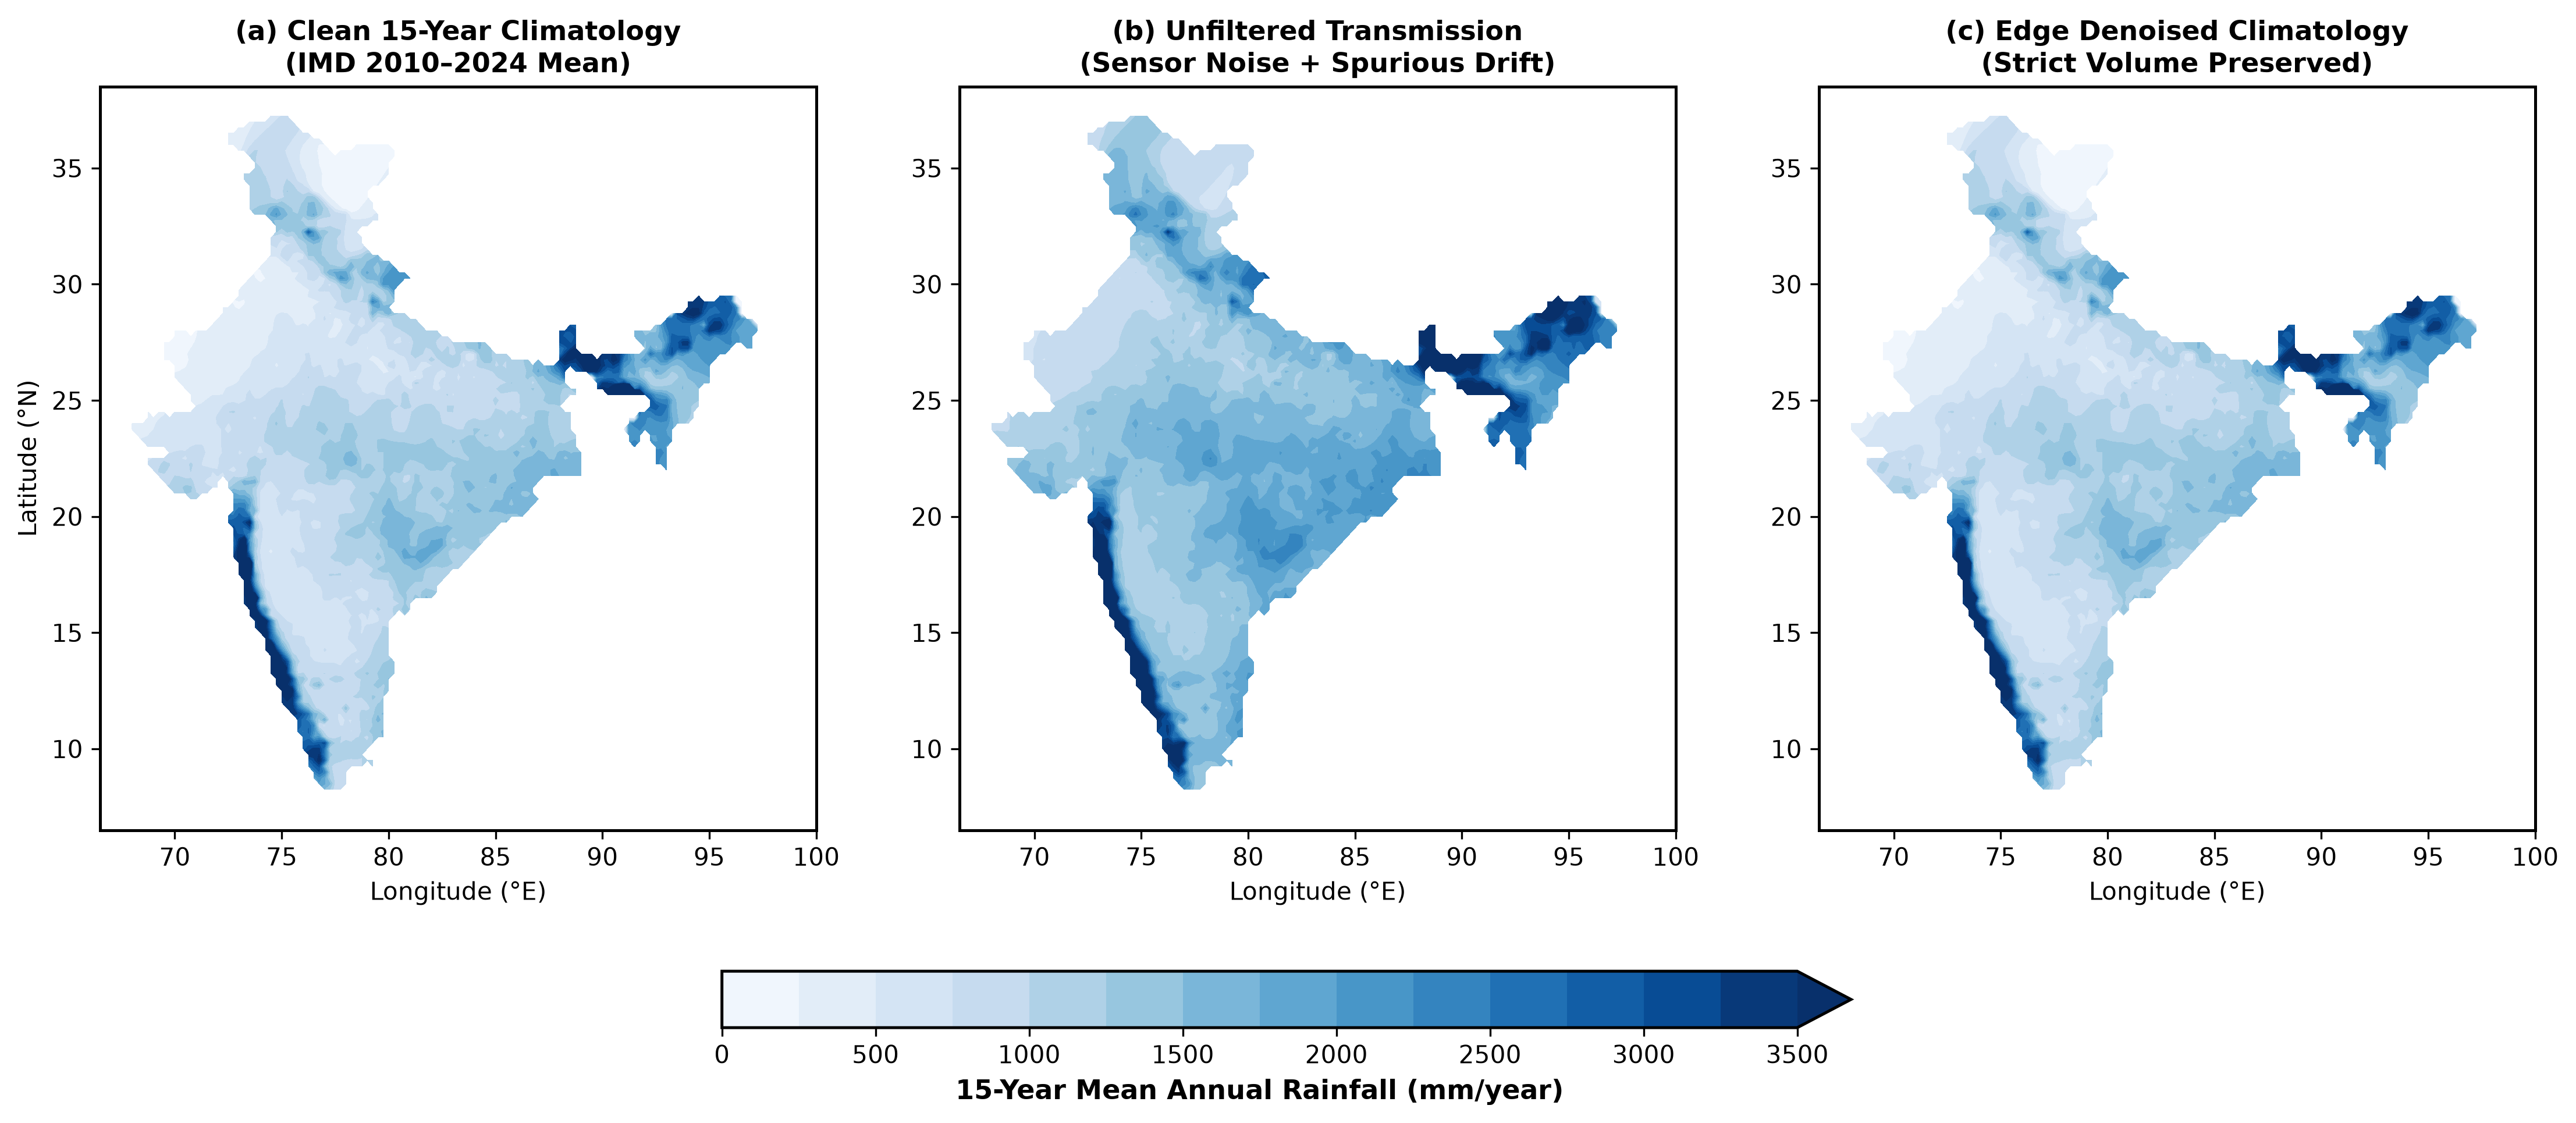 (a) Clean 15-Year Climatology
(IMD 2010–2024 Mean)
(b) Unfiltered Transmission
(Sensor Noise + Spurious Drift)
(c) Edge Denoised Climatology
(Strict Volume Preserved)
Latitude (°N)
35
30
25
20
15
10
70 75 80 85 90 95 100
Longitude (°E)
35
30
25
20
15
10
70 75 80 85 90 95 100
Longitude (°E)
35
30
25
20
15
10
70 75 80 85 90 95 100
Longitude (°E)
0 500 1000 1500 2000 2500 3000 3500
15-Year Mean Annual Rainfall (mm/year)